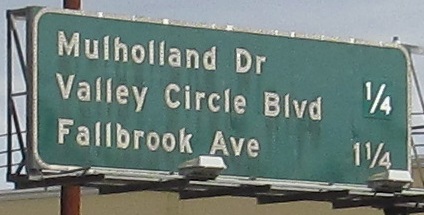 Mulholland Dr
Valley Circle Blvd 1/4
Fallbrook Ave 1 1/4